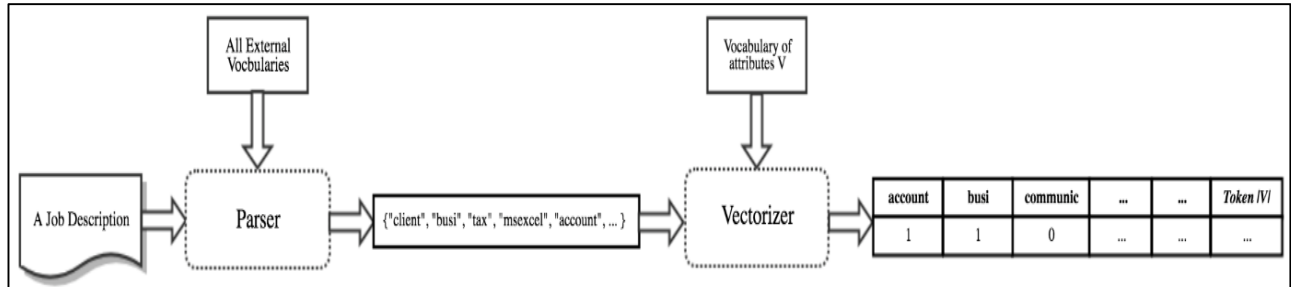 All External
Vocbularies
Vocabulary of
attributes V
A Job Description
Parser
{"client", "busi", "tax", "msexcel", "account", ... }
Vectorizer
account busi communic ... ... Token |V|
1 1 0 ... ... ...